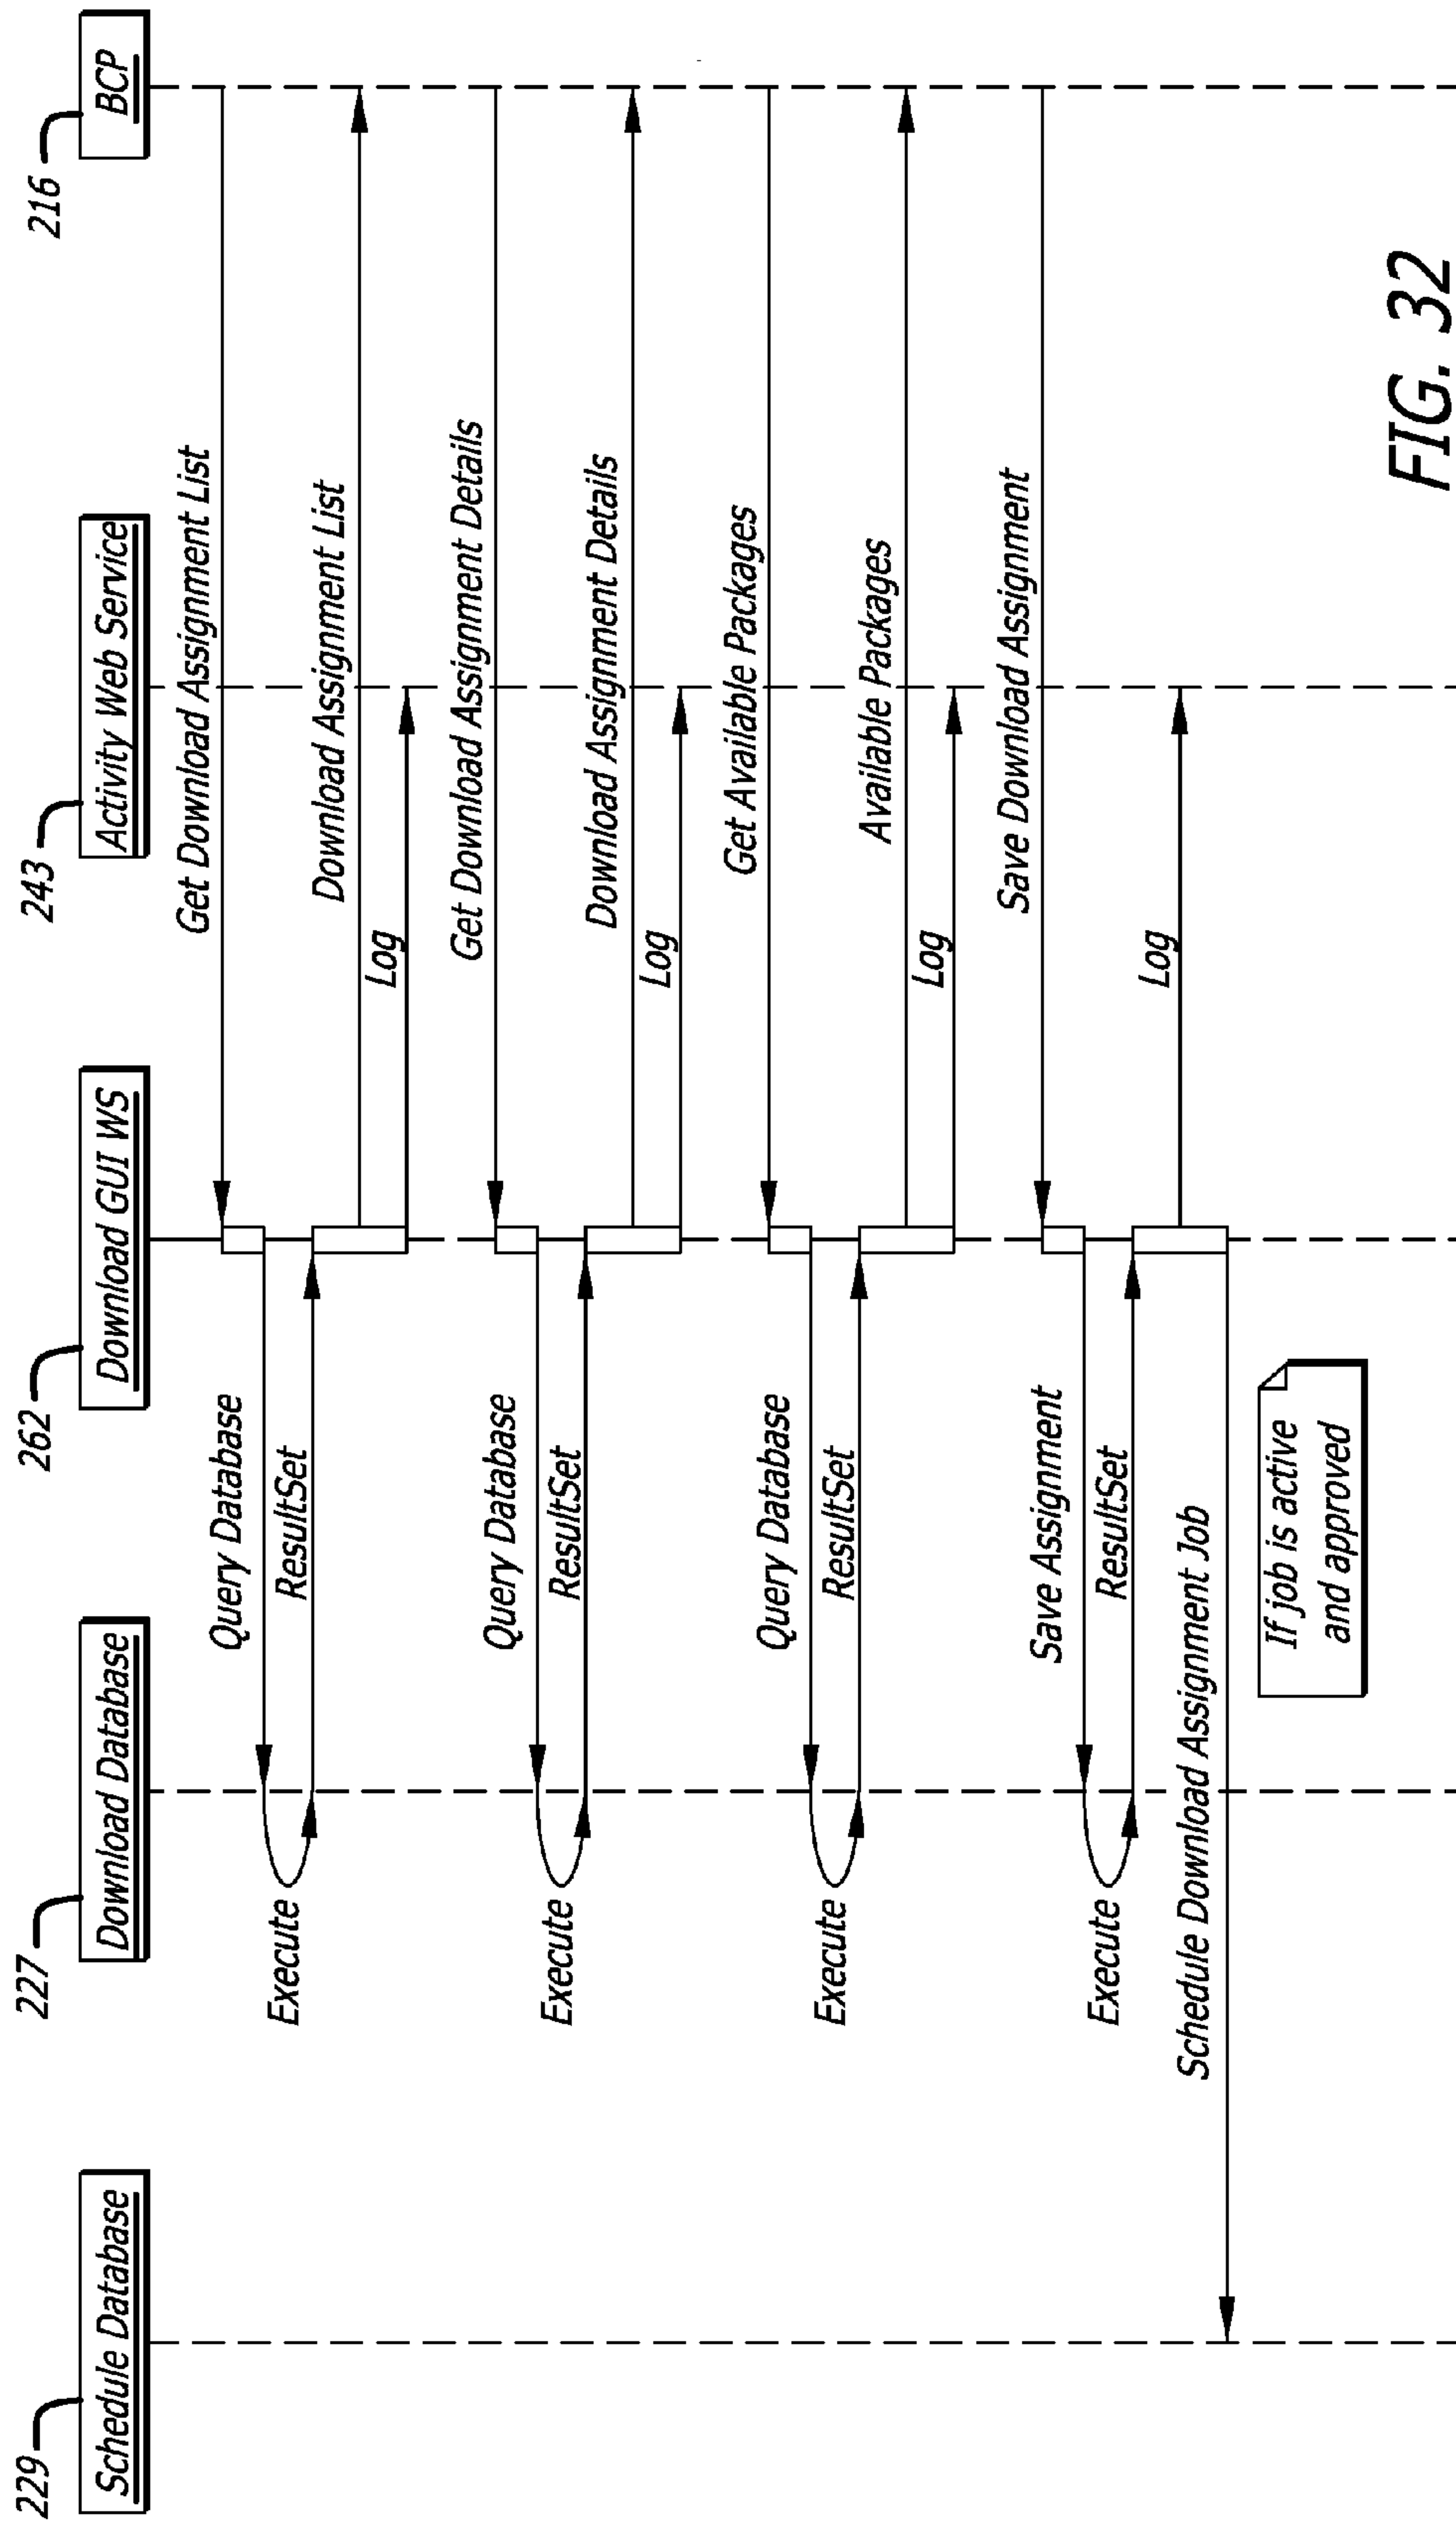 229
Schedule Database
227
Download Database
262
Download GUI WS
243
Activity Web Service
216
BCP
Get Download Assignment List
Query Database
Execute
ResultSet
Download Assignment List
Log
Get Download Assignment Details
Query Database
Execute
ResultSet
Download Assignment Details
Log
Get Available Packages
Query Database
Execute
ResultSet
Available Packages
Log
Save Download Assignment
Save Assignment
Execute
ResultSet
Log
Schedule Download Assignment Job
If job is active
and approved
FIG. 32